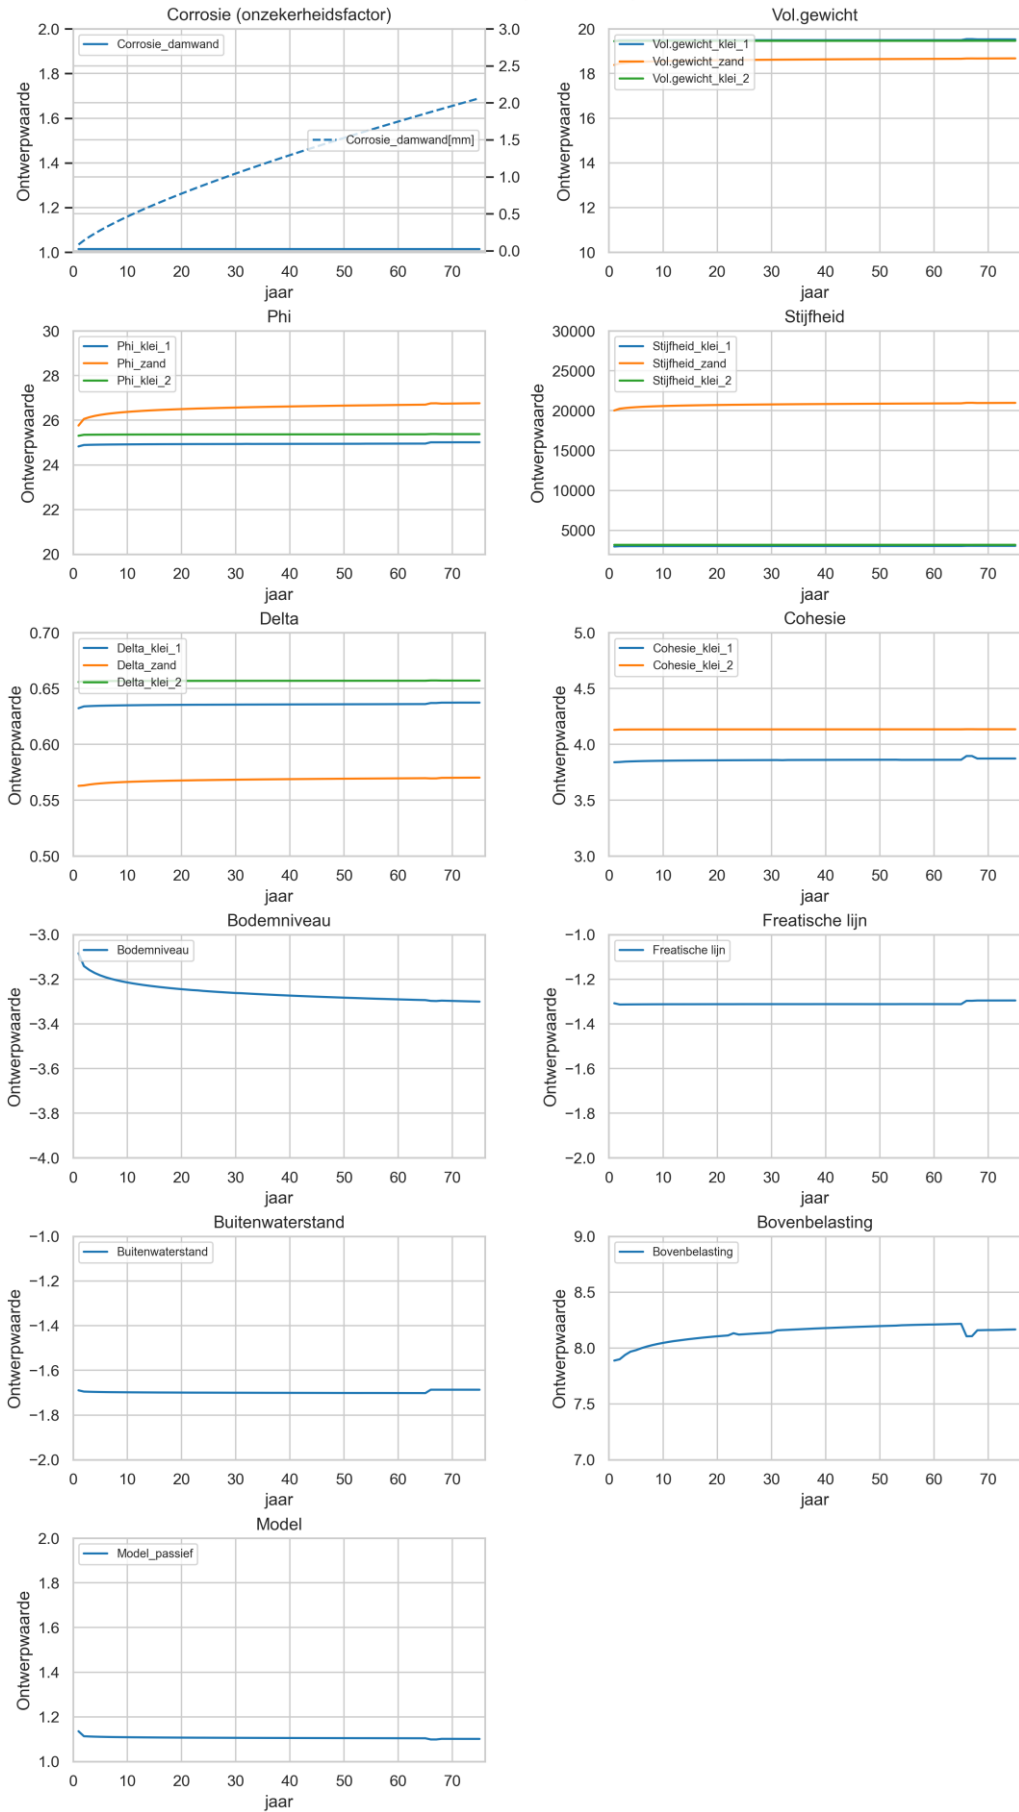 Corrosie (onzekerheidsfactor)
Ontwerpwaarde
2.0
1.8
1.6
1.4
1.2
1.0
3.0
2.5
2.0
1.5
1.0
0.5
0.0
Corrosie_damwand
Corrosie_damwand[mm]
0 10 20 30 40 50 60 70
jaar
Vol.gewicht
Ontwerpwaarde
20
18
16
14
12
10
Vol.gewicht_klei_1
Vol.gewicht_zand
Vol.gewicht_klei_2
0 10 20 30 40 50 60 70
jaar
Phi
Ontwerpwaarde
30
28
26
24
22
20
Phi_klei_1
Phi_zand
Phi_klei_2
0 10 20 30 40 50 60 70
jaar
Stijfheid
Ontwerpwaarde
30000
25000
20000
15000
10000
5000
Stijfheid_klei_1
Stijfheid_zand
Stijfheid_klei_2
0 10 20 30 40 50 60 70
jaar
Delta
Ontwerpwaarde
0.70
0.65
0.60
0.55
0.50
Delta_klei_1
Delta_zand
Delta_klei_2
0 10 20 30 40 50 60 70
jaar
Cohesie
Ontwerpwaarde
5.0
4.5
4.0
3.5
3.0
Cohesie_klei_1
Cohesie_klei_2
0 10 20 30 40 50 60 70
jaar
Bodemniveau
Ontwerpwaarde
−3.0
−3.2
−3.4
−3.6
−3.8
−4.0
Bodemniveau
0 10 20 30 40 50 60 70
jaar
Freatische lijn
Ontwerpwaarde
−1.0
−1.2
−1.4
−1.6
−1.8
−2.0
Freatische lijn
0 10 20 30 40 50 60 70
jaar
Buitenwaterstand
Ontwerpwaarde
−1.0
−1.2
−1.4
−1.6
−1.8
−2.0
Buitenwaterstand
0 10 20 30 40 50 60 70
jaar
Bovenbelasting
Ontwerpwaarde
9.0
8.5
8.0
7.5
7.0
Bovenbelasting
0 10 20 30 40 50 60 70
jaar
Model
Ontwerpwaarde
2.0
1.8
1.6
1.4
1.2
1.0
Model_passief
0 10 20 30 40 50 60 70
jaar